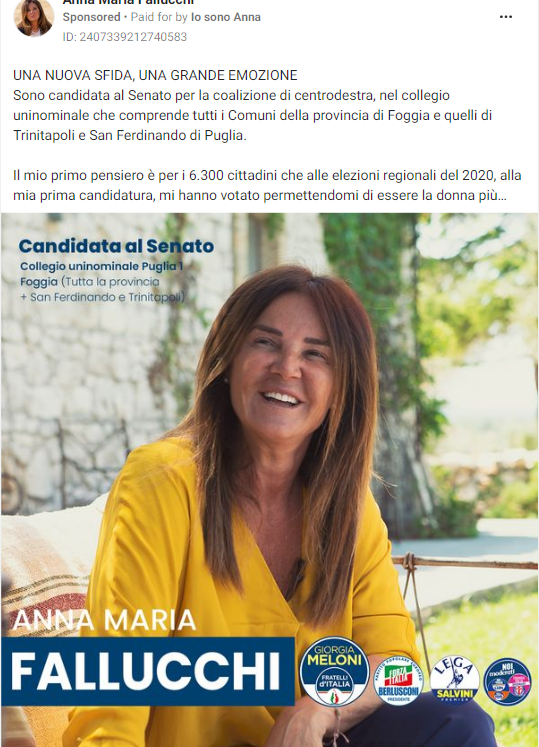 Anna Maria Fallucchi
Sponsored • Paid for by Io sono Anna
ID: 2407339212740583
UNA NUOVA SFIDA, UNA GRANDE EMOZIONE
Sono candidata al Senato per la coalizione di centrodestra, nel collegio
uninominale che comprende tutti i Comuni della provincia di Foggia e quelli di
Trinitapoli e San Ferdinando di Puglia.
Il mio primo pensiero è per i 6.300 cittadini che alle elezioni regionali del 2020, alla
mia prima candidatura, mi hanno votato permettendomi di essere la donna più...
Candidata al Senato
Collegio uninominale Puglia 1
Foggia (Tutta la provincia
+ San Ferdinando e Trinitapoli)
ANNA MARIA
FALLUCCHI
GIORGIA
MELONI
FRATELLI
d'ITALIA
FORZA
ITALIA
BERLUSCONI
PRESIDENTE
LEGA
SALVINI
PREMIER
NOI
moderati